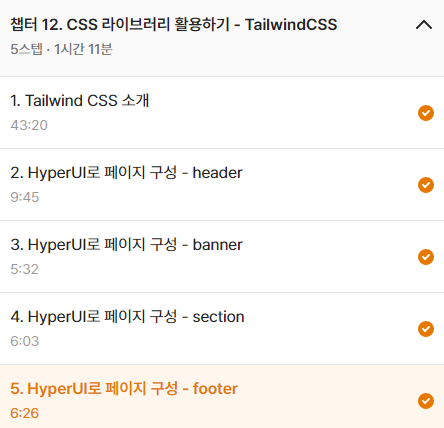 챕터 12. CSS 라이브러리 활용하기 - TailwindCSS
5스텝 · 1시간 11분
1. Tailwind CSS 소개
43:20
2. HyperUI로 페이지 구성 - header
9:45
3. HyperUI로 페이지 구성 - banner
5:32
4. HyperUI로 페이지 구성 - section
6:03
5. HyperUI로 페이지 구성 - footer
6:26